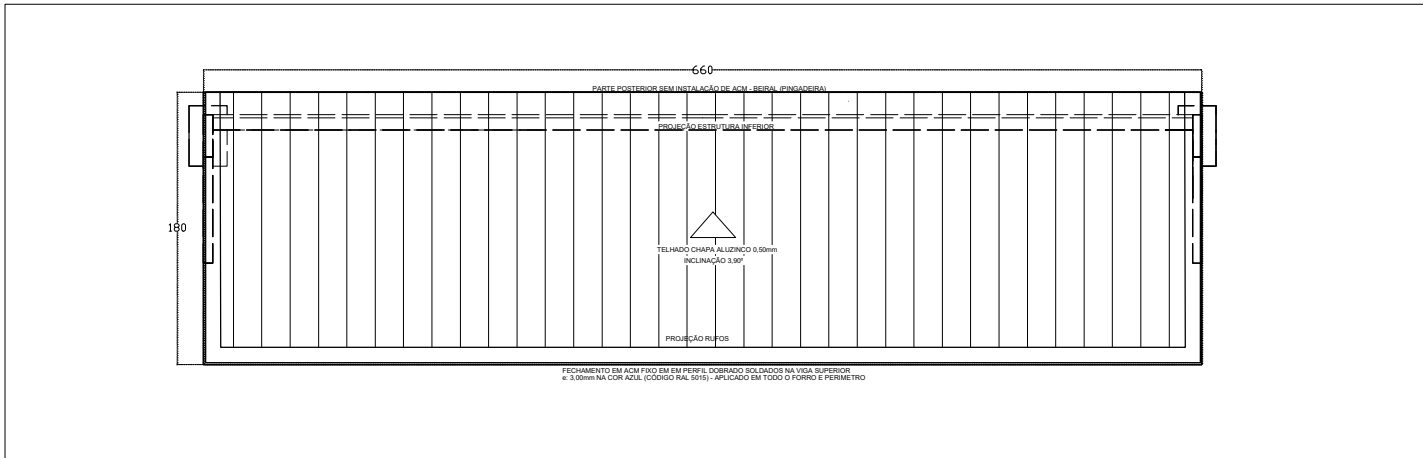 660
PARTE POSTERIOR SEM INSTALAÇÃO DE ACM - BEIRAL (PINGADEIRA)
PROJEÇÃO ESTRUTURA INFERIOR
180
TELHADO CHAPA ALUZINCO 0,50mm
INCLINAÇÃO 3,90º
PROJEÇÃO RUFOS
FECHAMENTO EM ACM FIXO EM EM PERFIL DOBRADO SOLDADOS NA VIGA SUPERIOR
e: 3,00mm NA COR AZUL (CÓDIGO RAL 5015) - APLICADO EM TODO O FORRO E PERIMETRO